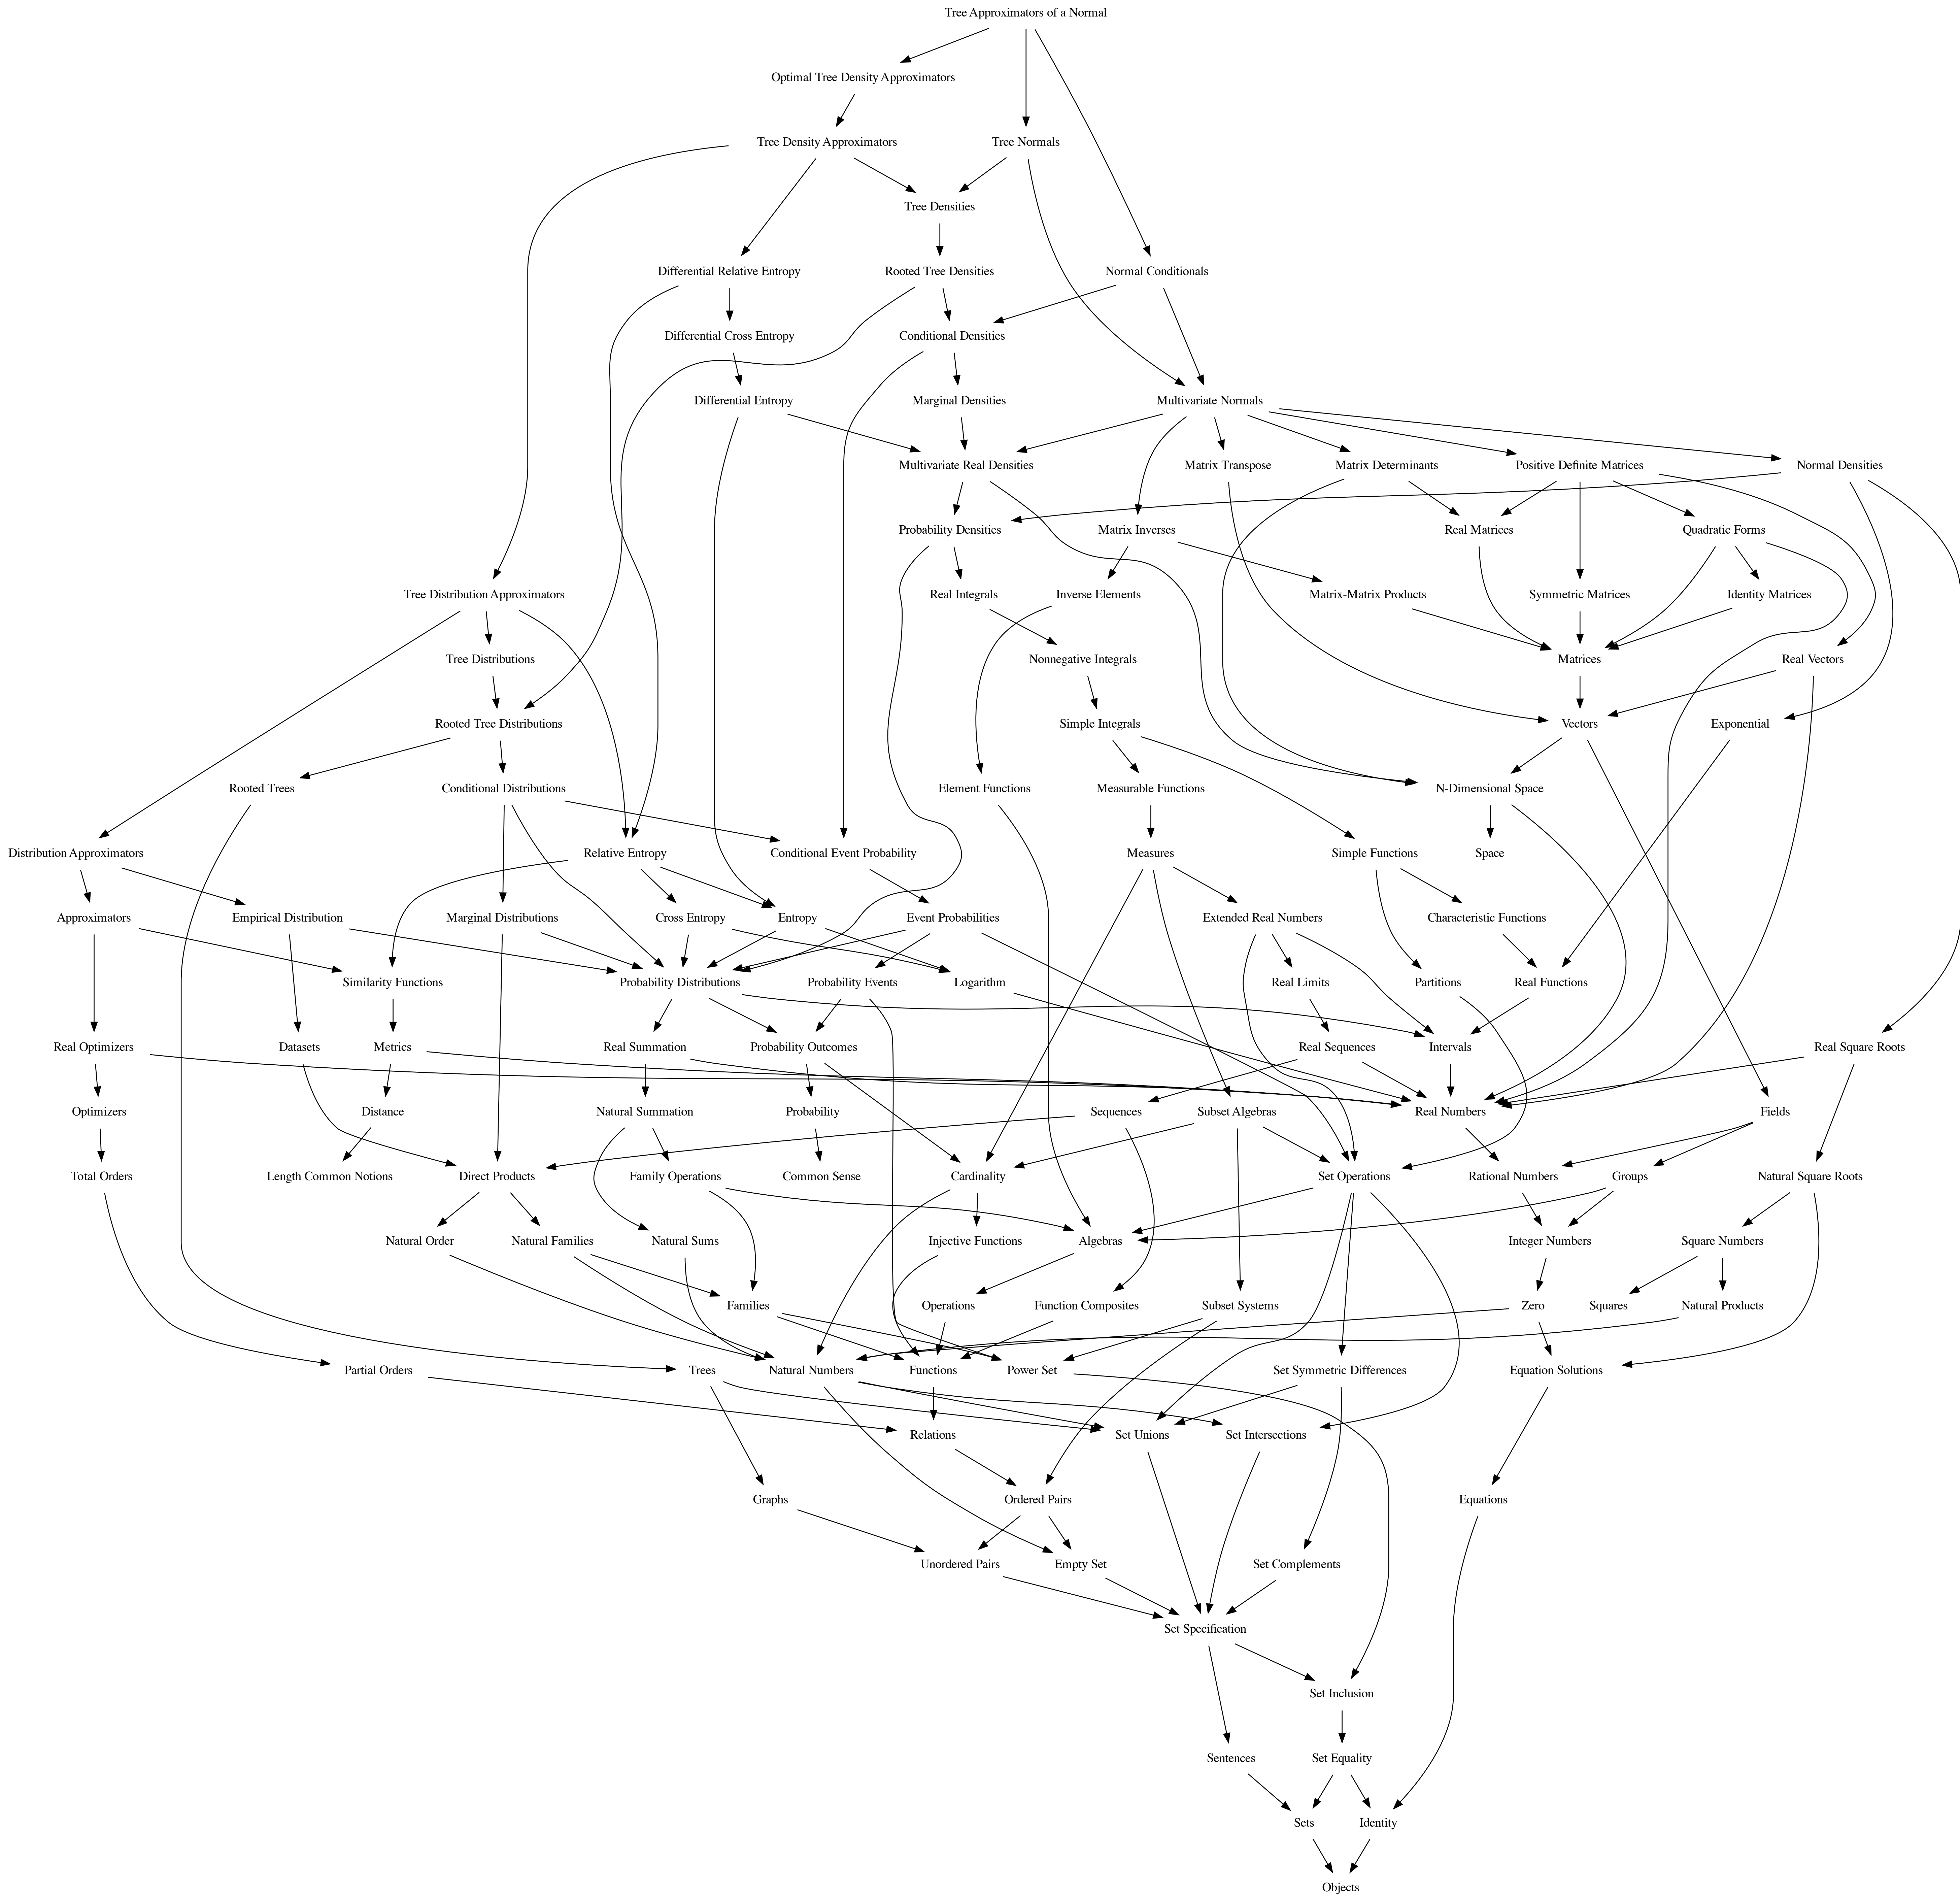 Tree Approximators of a Normal
Optimal Tree Density Approximators
Tree Density Approximators
Tree Normals
Tree Densities
Differential Relative Entropy
Rooted Tree Densities
Normal Conditionals
Differential Cross Entropy
Conditional Densities
Differential Entropy
Marginal Densities
Multivariate Normals
Multivariate Real Densities
Matrix Transpose
Matrix Determinants
Positive Definite Matrices
Normal Densities
Probability Densities
Matrix Inverses
Real Matrices
Quadratic Forms
Tree Distribution Approximators
Real Integrals
Inverse Elements
Matrix-Matrix Products
Symmetric Matrices
Identity Matrices
Tree Distributions
Nonnegative Integrals
Matrices
Real Vectors
Rooted Tree Distributions
Simple Integrals
Vectors
Exponential
Rooted Trees
Conditional Distributions
Element Functions
Measurable Functions
N-Dimensional Space
Distribution Approximators
Relative Entropy
Conditional Event Probability
Measures
Simple Functions
Space
Approximators
Empirical Distribution
Marginal Distributions
Cross Entropy
Entropy
Event Probabilities
Extended Real Numbers
Characteristic Functions
Similarity Functions
Probability Distributions
Probability Events
Logarithm
Real Limits
Partitions
Real Functions
Real Optimizers
Datasets
Metrics
Real Summation
Probability Outcomes
Real Sequences
Intervals
Real Square Roots
Optimizers
Distance
Natural Summation
Probability
Sequences
Subset Algebras
Real Numbers
Fields
Total Orders
Length Common Notions
Direct Products
Family Operations
Common Sense
Cardinality
Set Operations
Rational Numbers
Groups
Natural Square Roots
Natural Order
Natural Families
Natural Sums
Injective Functions
Algebras
Integer Numbers
Square Numbers
Families
Operations
Function Composites
Subset Systems
Zero
Squares
Natural Products
Partial Orders
Trees
Natural Numbers
Functions
Power Set
Set Symmetric Differences
Equation Solutions
Relations
Set Unions
Set Intersections
Graphs
Ordered Pairs
Equations
Unordered Pairs
Empty Set
Set Complements
Set Specification
Set Inclusion
Sentences
Set Equality
Sets
Identity
Objects